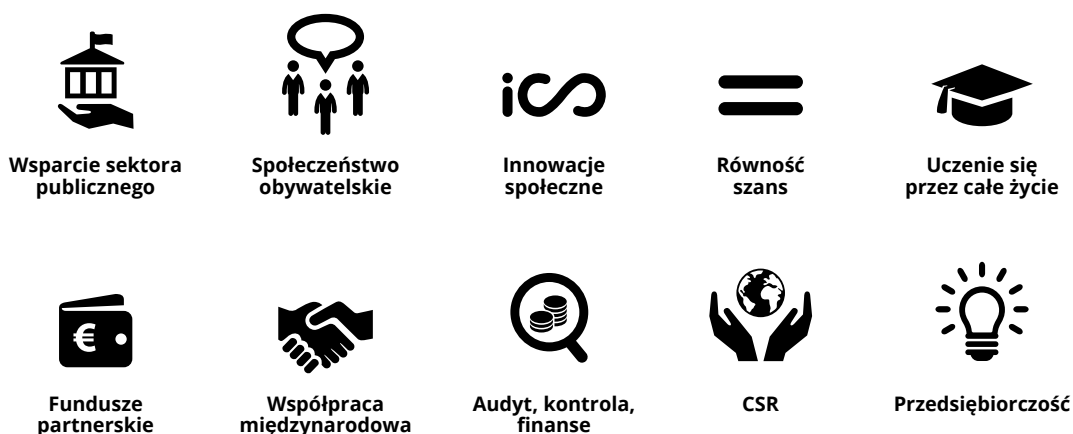 Wsparcie sektora
publicznego
Społeczeństwo
obywatelskie
ics
Innowacje
społeczne
Równość
szans
Uczenie się
przez całe życie
€
Fundusze
partnerskie
Współpraca
międzynarodowa
Audyt, kontrola,
finanse
CSR
Przedsiębiorczość